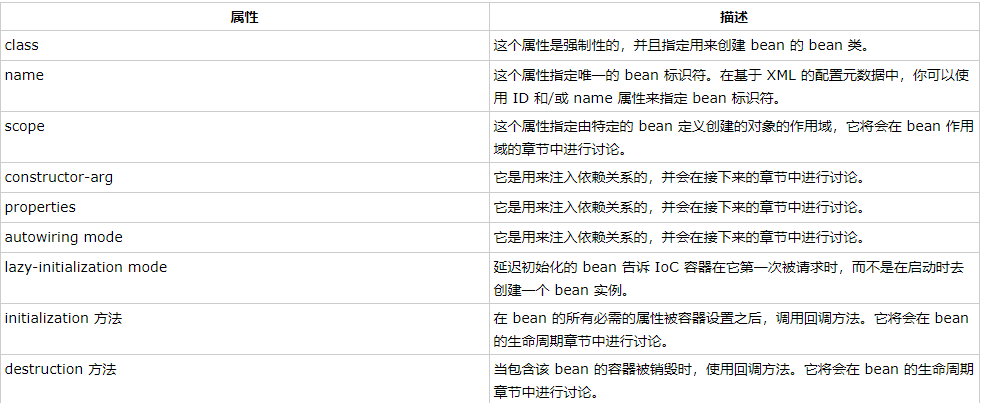 属性 描述
class 这个属性是强制性的，并且指定用来创建 bean 的 bean 类。
name 这个属性指定唯一的 bean 标识符。在基于 XML 的配置元数据中，你可以使
用 ID 和/或 name 属性来指定 bean 标识符。
scope 这个属性指定由特定的 bean 定义创建的对象的作用域，它将会在 bean 作用
域的章节中进行讨论。
constructor-arg 它是用来注入依赖关系的，并会在接下来的章节中进行讨论。
properties 它是用来注入依赖关系的，并会在接下来的章节中进行讨论。
autowiring mode 它是用来注入依赖关系的，并会在接下来的章节中进行讨论。
lazy-initialization mode 延迟初始化的 bean 告诉 IoC 容器在它第一次被请求时，而不是在启动时去
创建一个 bean 实例。
initialization 方法 在 bean 的所有必需的属性被容器设置之后，调用回调方法。它将会在 bean
的生命周期章节中进行讨论。
destruction 方法 当包含该 bean 的容器被销毁时，使用回调方法。它将会在 bean 的生命周期
章节中进行讨论。